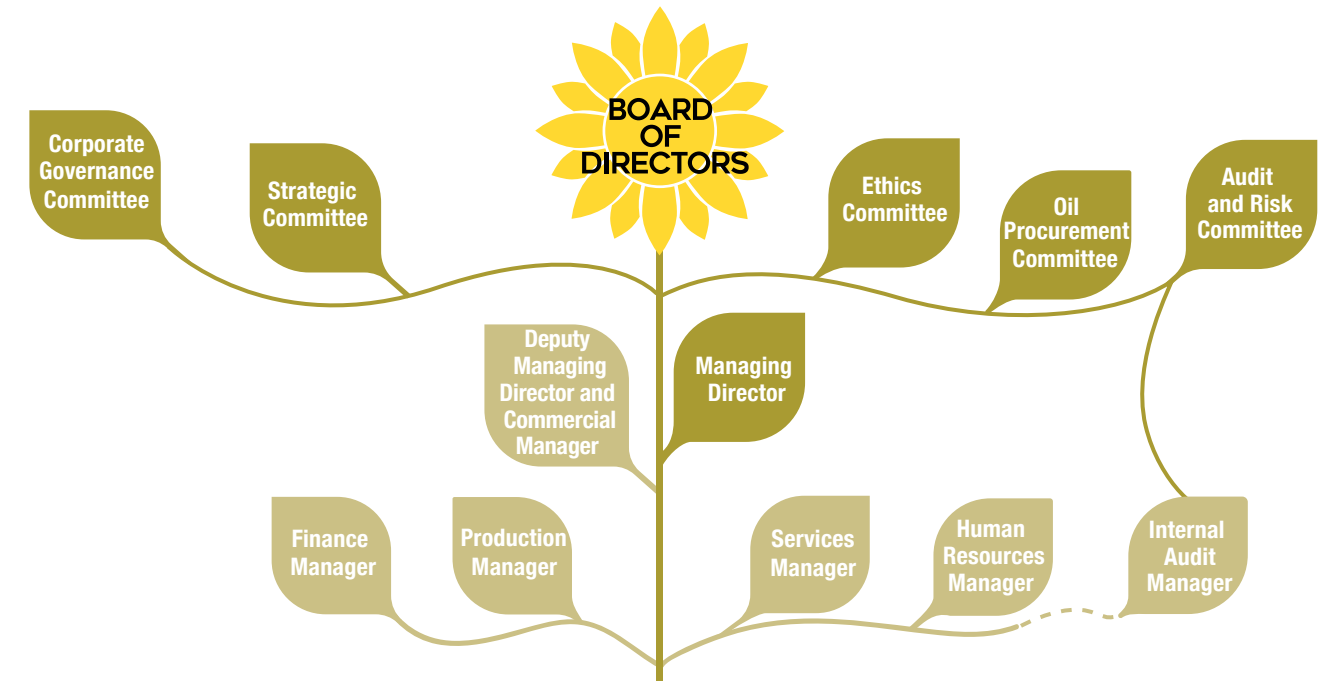 BOARD
OF
DIRECTORS
Corporate
Governance
Committee
Strategic
Committee
Ethics
Committee
Oil
Procurement
Committee
Audit
and Risk
Committee
Deputy
Managing
Director and
Commercial
Manager
Managing
Director
Finance
Manager
Production
Manager
Services
Manager
Human
Resources
Manager
Internal
Audit
Manager